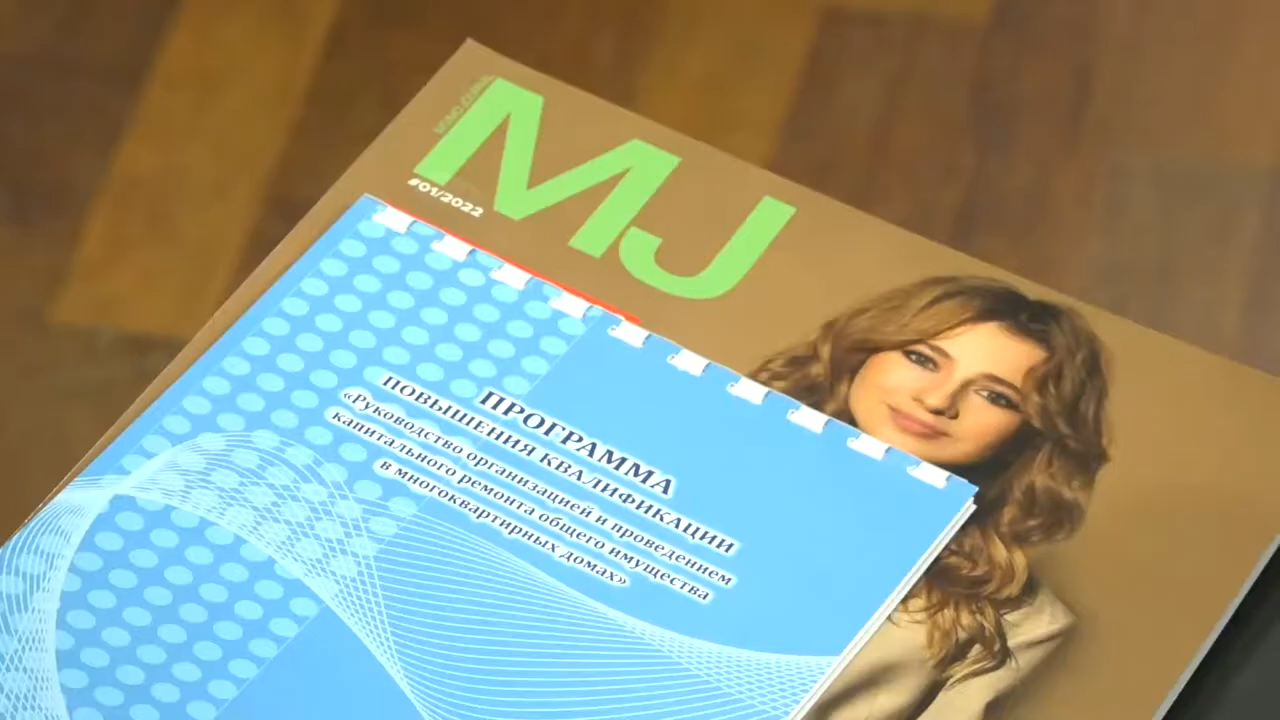 MJ
#01/2022
ПРОГРАММА
ПОВЫШЕНИЯ КВАЛИФИКАЦИИ
«Руководство организацией и проведением
капитального ремонта общего имущества
в многоквартирных домах»